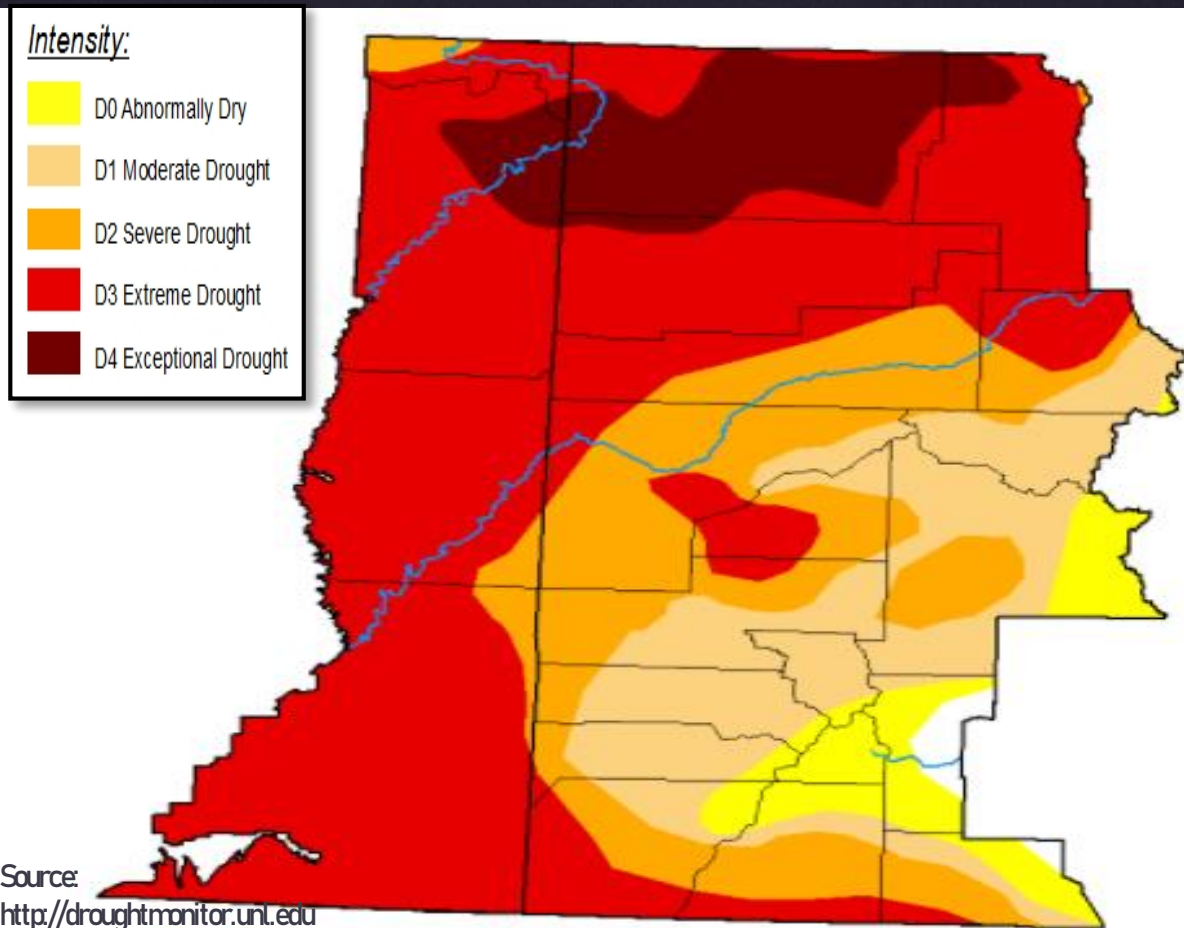 Intensity:
D0 Abnormally Dry
D1 Moderate Drought
D2 Severe Drought
D3 Extreme Drought
D4 Exceptional Drought
Source:
http://droughtmonitor.unl.edu